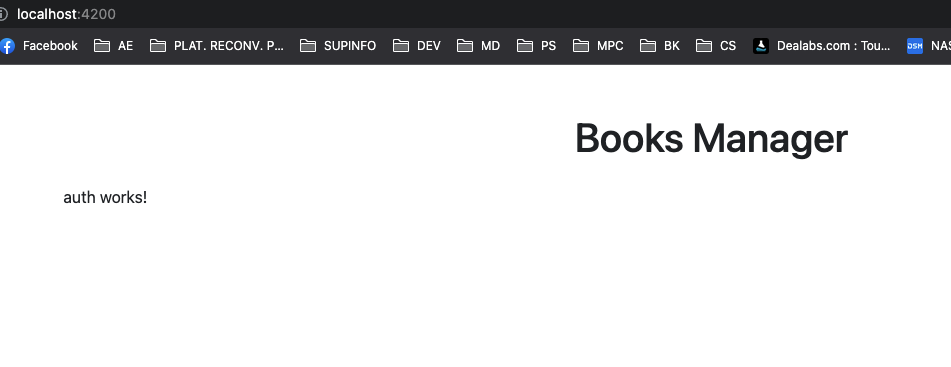 localhost:4200
Facebook AE PLAT. RECONV. P... SUPINFO DEV MD PS MPC BK CS Dealabs.com : Tou... DSM NAS
Books Manager
auth works!